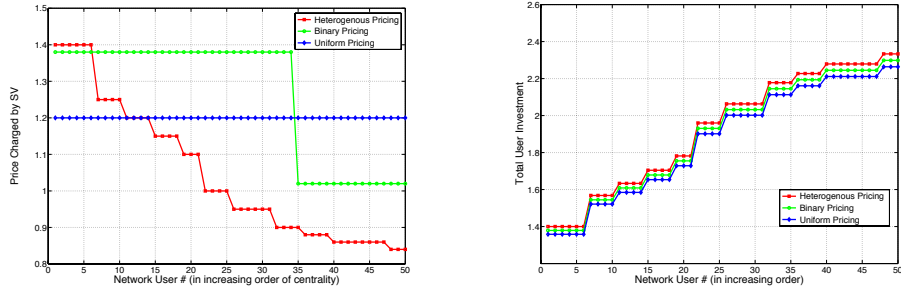 Heterogenous Pricing
Binary Pricing
Uniform Pricing
1.4
1.3
1.2
1.1
1
0.9
0.8
Price Charged by SV
0 5 10 15 20 25 30 35 40 45 50
Network User # (in increasing order of centrality)
2.6
2.4
2.2
2.0
1.8
1.6
1.4
Total User Investment
Heterogenous Pricing
Binary Pricing
Uniform Pricing
0 5 10 15 20 25 30 35 40 45 50
Network User # (in increasing order)